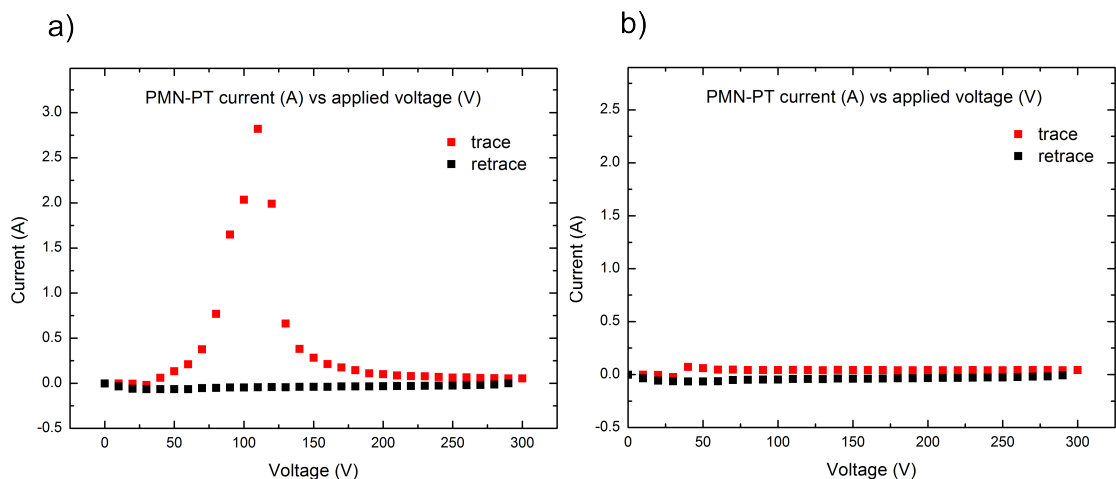 a)
PMN-PT current (A) vs applied voltage (V)
trace
retrace
Current (A)
3.0
2.5
2.0
1.5
1.0
0.5
0.0
-0.5
0 50 100 150 200 250 300
Voltage (V)
b)
PMN-PT current (A) vs applied voltage (V)
trace
retrace
Current (A)
2.5
2.0
1.5
1.0
0.5
0.0
-0.5
0 50 100 150 200 250 300
Voltage (V)